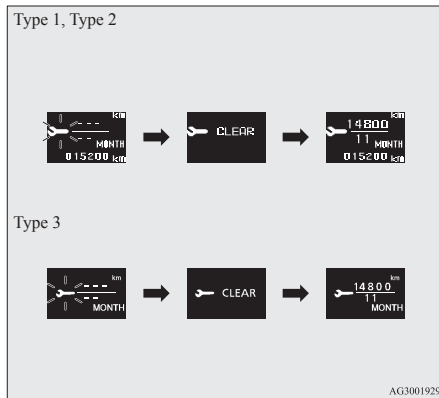 Type 1, Type 2
km
--- 
--
MONTH
015200 km
CLEAR
km
14800
11 MONTH
015200 km
Type 3
km
---
--
MONTH
CLEAR
km
14800
11
MONTH
AG3001929